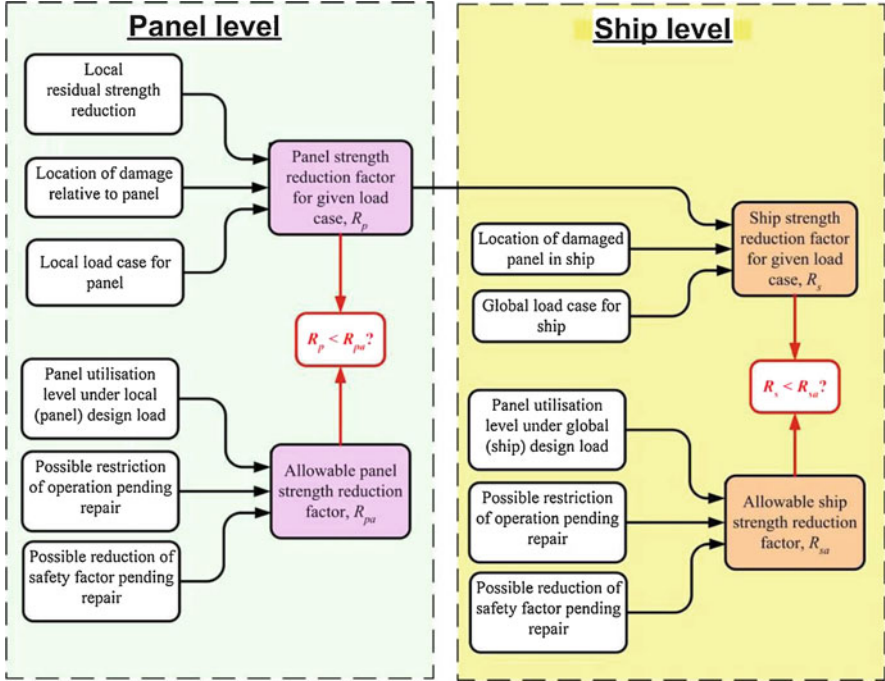 Panel level
Local
residual strength
reduction
Location of damage
relative to panel
Local load case for
panel
Panel strength
reduction factor
for given load
case, Rp
Rp < Rpa?
Panel utilisation
level under local
(panel) design load
Possible restriction
of operation pending
repair
Possible reduction of
safety factor pending
repair
Allowable panel
strength reduction
factor, Rpa
Ship level
Location of damaged
panel in ship
Global load case for
ship
Ship strength
reduction factor
for given load
case, Rs
Rs < Rsa?
Panel utilisation
level under global
(ship) design load
Possible restriction
of operation pending
repair
Possible reduction of
safety factor pending
repair
Allowable ship
strength reduction
factor, Rsa